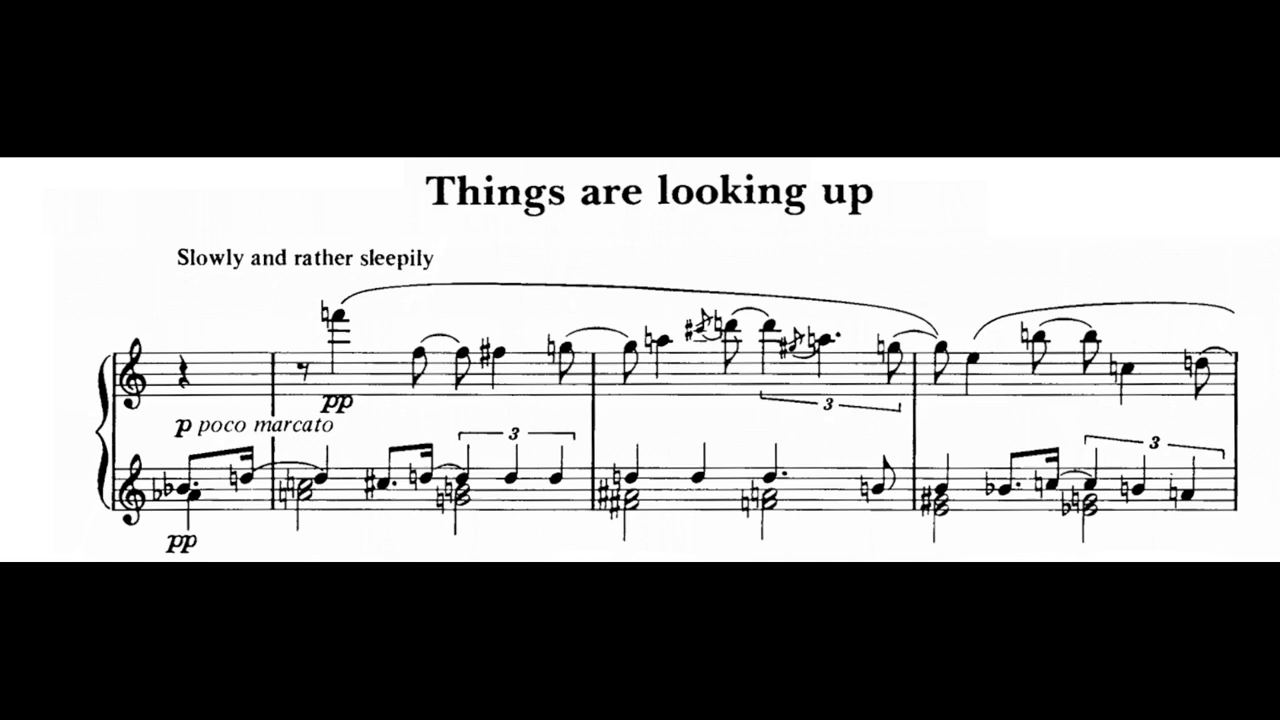 Things are looking up
Slowly and rather sleepily
pp
3
p poco marcato
3
3
pp